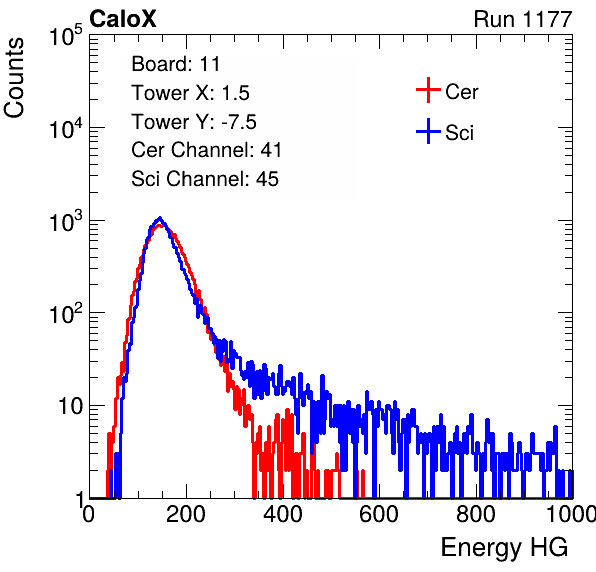 CaloX Run 1177
Counts
10^5
10^4
10^3
10^2
10
1
Board: 11
Tower X: 1.5
Tower Y: -7.5
Cer Channel: 41
Sci Channel: 45
Cer
Sci
0 200 400 600 800 1000
Energy HG